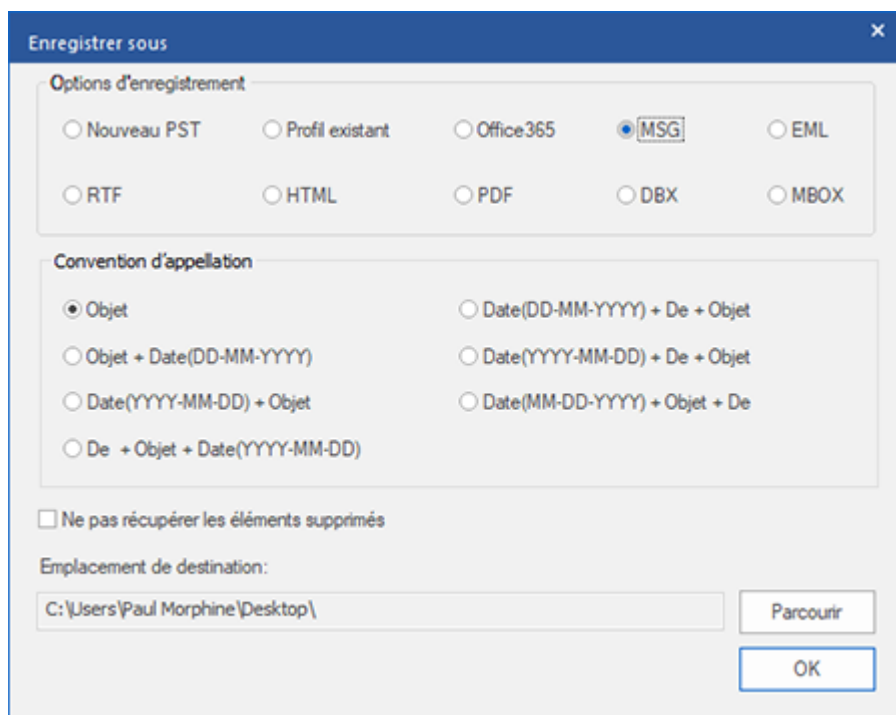 Enregistrer sous
Options d'enregistrement
Nouveau PST
Profil existant
Office365
MSG
EML
RTF
HTML
PDF
DBX
MBOX
Convention d'appellation
Objet
Date(DD-MM-YYYY) + De + Objet
Objet + Date(DD-MM-YYYY)
Date(YYYY-MM-DD) + De + Objet
Date(YYYY-MM-DD) + Objet
Date(MM-DD-YYYY) + Objet + De
De + Objet + Date(YYYY-MM-DD)
Ne pas récupérer les éléments supprimés
Emplacement de destination:
C:\Users\Paul Morphine\Desktop\
Parcourir
OK